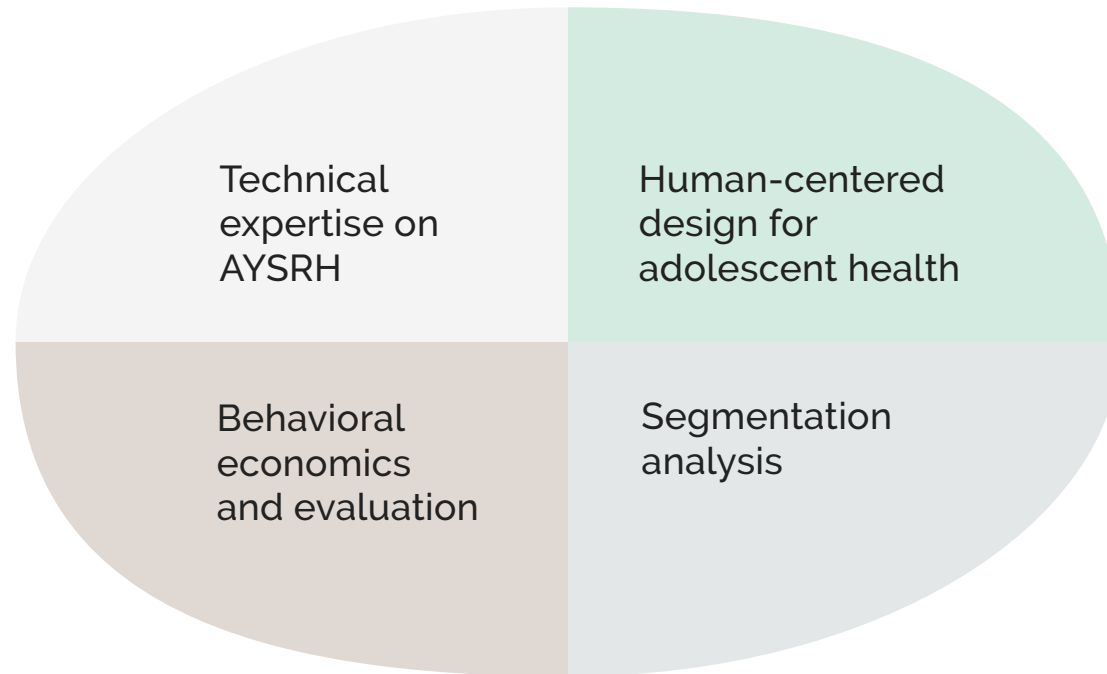 Technical
expertise on
AYSRH
Human-centered
design for
adolescent health
Behavioral
economics
and evaluation
Segmentation
analysis